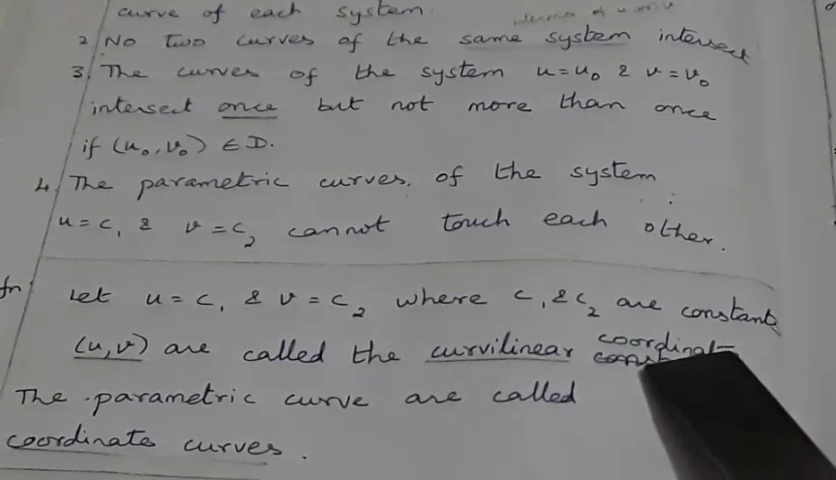 curve of each system.
2. No two curves of the same system intersect
3. The curves of the system u = u₀ & v = v₀
intersect once but not more than once
if (u₀, v₀) ∈ D.
4. The parametric curves of the system
u = c₁ & v = c₂ cannot touch each other.
fn: Let u = c₁ & v = c₂ where c₁ & c₂ are constants
(u,v) are called the curvilinear coordinat
The parametric curve are called
coordinate curves.